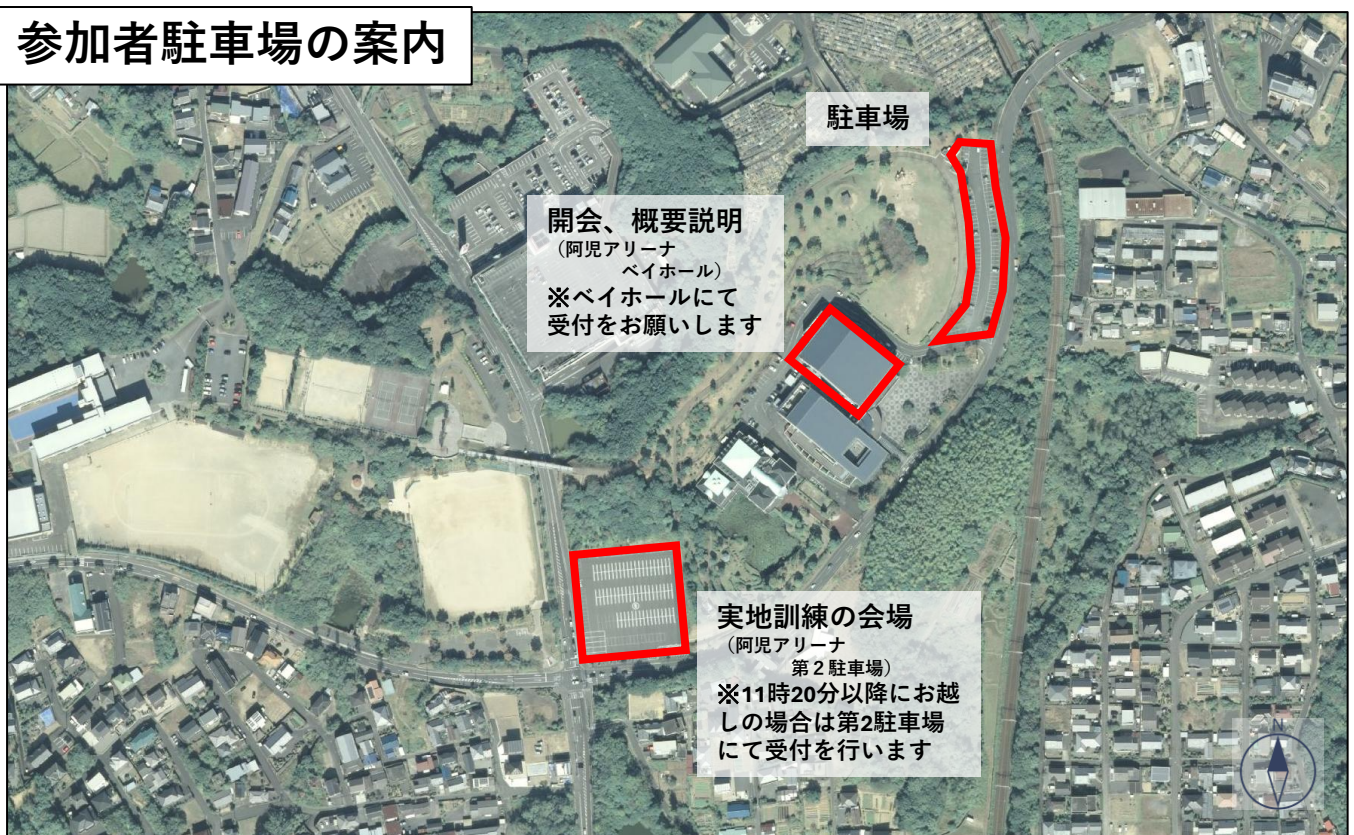 参加者駐車場の案内
駐車場
開会、概要説明
（阿児アリーナ
ベイホール）
※ベイホールにて
受付をお願いします
実地訓練の会場
（阿児アリーナ
第２駐車場）
※11時20分以降にお越
しの場合は第2駐車場
にて受付を行います
N